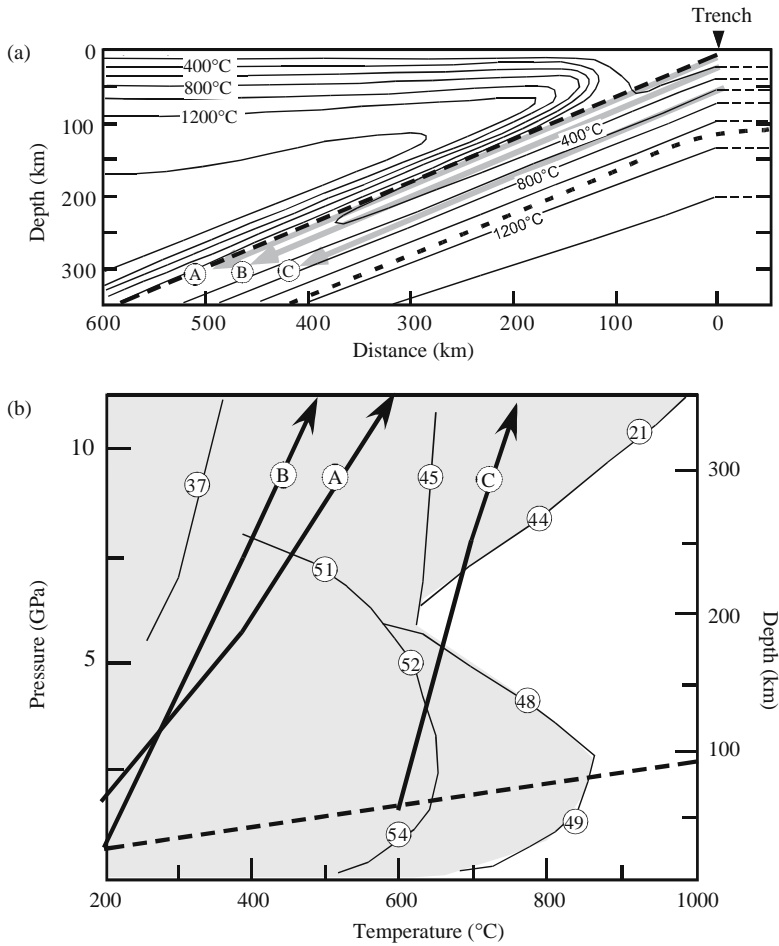 Trench
(a)
0
100
200
300
Depth (km)
400°C
800°C
1200°C
400°C
800°C
1200°C
A
B
C
600
500
400
300
200
100
0
Distance (km)
(b)
10
5
Pressure (GPa)
37
B
A
45
C
21
44
51
52
48
54
49
300
200
100
Depth (km)
200
400
600
800
1000
Temperature (°C)